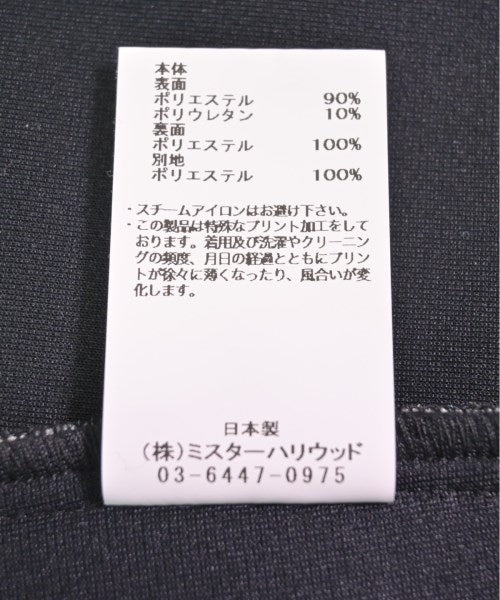 本体
表面
ポリエステル 90%
ポリウレタン 10%
裏面
ポリエステル 100%
別地
ポリエステル 100%
・スチームアイロンはお避け下さい。
・この製品は特殊なプリント加工をして
おります。着用及び洗濯やクリーニン
グの頻度、月日の経過とともにプリン
トが徐々に薄くなったり、風合いが変
化します。
日本製
（株）ミスターハリウッド
03-6447-0975